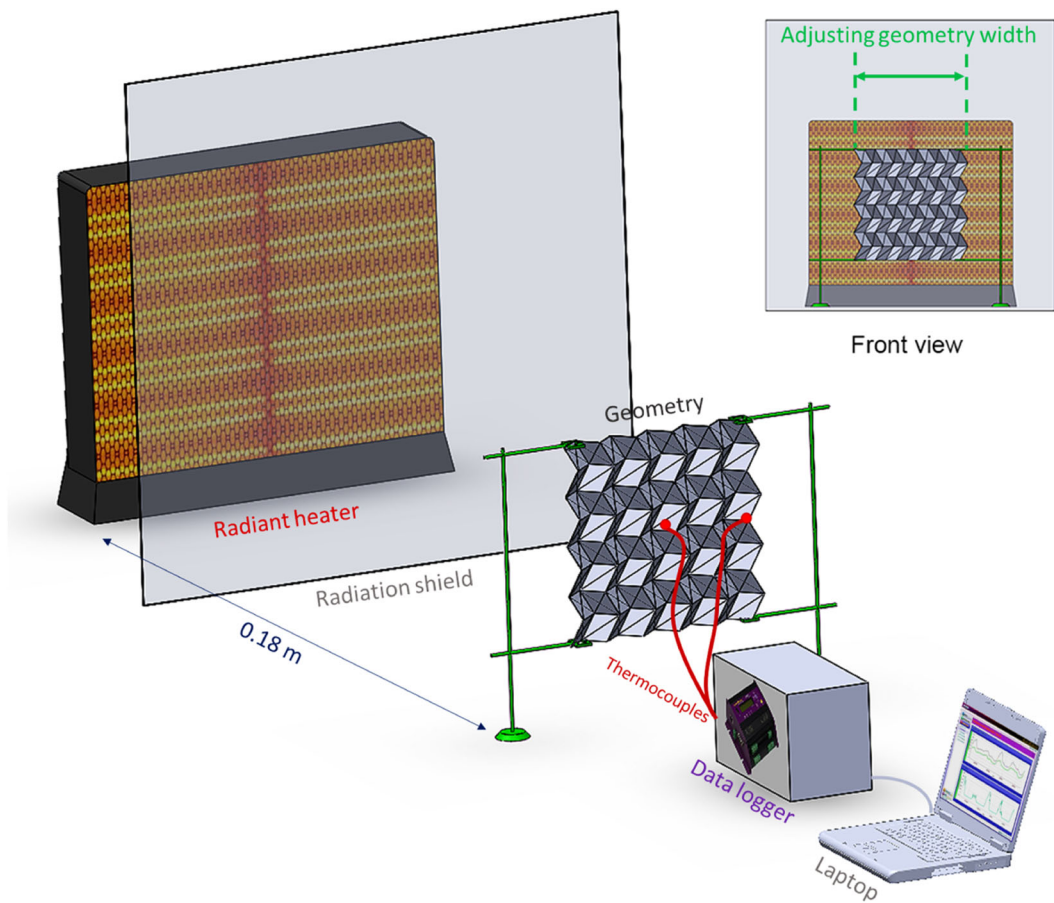 Adjusting geometry width
Front view
Geometry
Radiant heater
Radiation shield
0.18 m
Thermocouples
Data logger
Laptop